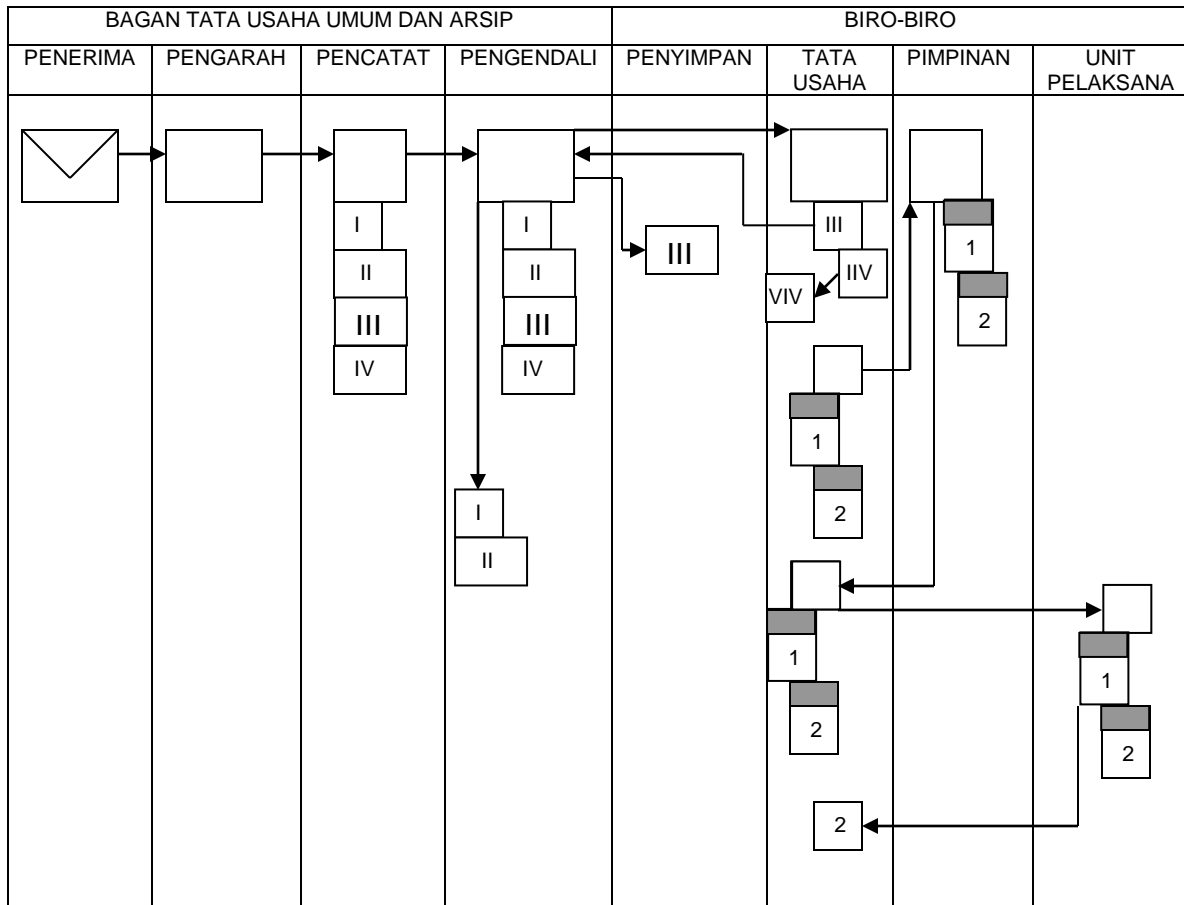 BAGAN TATA USAHA UMUM DAN ARSIP
BIRO-BIRO
PENERIMA
PENGARAH
PENCATAT
PENGENDALI
PENYIMPAN
TATA
USAHA
PIMPINAN
UNIT
PELAKSANA
I
II
III
IV
I
II
III
IV
I
II
III
III
IIV
VIV
1
2
1
2
1
2
1
2
2